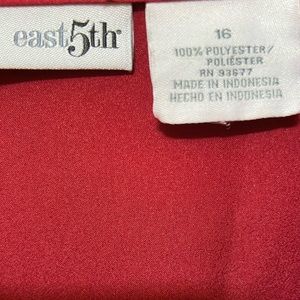 east5th
16
100% POLYESTER/
POLIÉSTER
RN 93677
MADE IN INDONESIA
HECHO EN INDONESIA